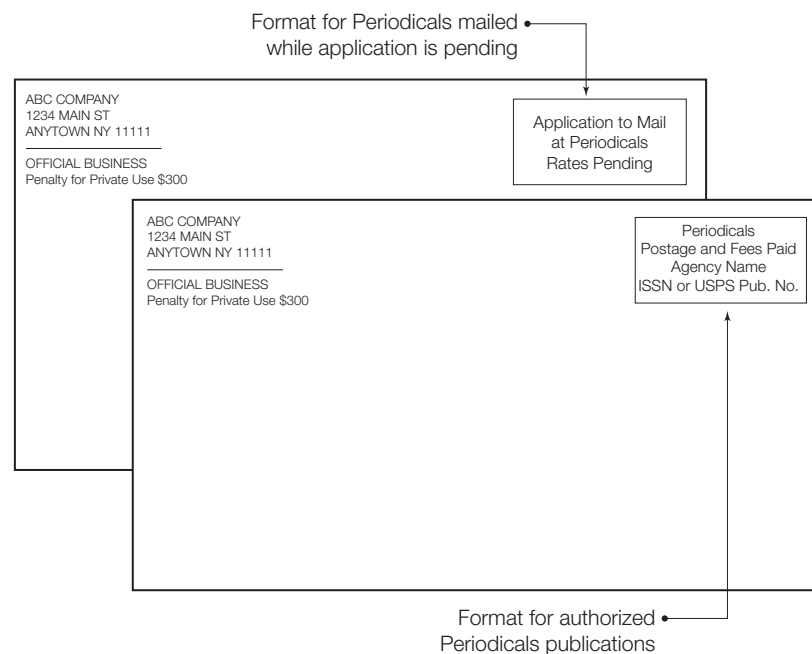 Format for Periodicals mailed
while application is pending
ABC COMPANY
1234 MAIN ST
ANYTOWN NY 11111
OFFICIAL BUSINESS
Penalty for Private Use $300
Application to Mail
at Periodicals
Rates Pending
ABC COMPANY
1234 MAIN ST
ANYTOWN NY 11111
OFFICIAL BUSINESS
Penalty for Private Use $300
Periodicals
Postage and Fees Paid
Agency Name
ISSN or USPS Pub. No.
Format for authorized
Periodicals publications